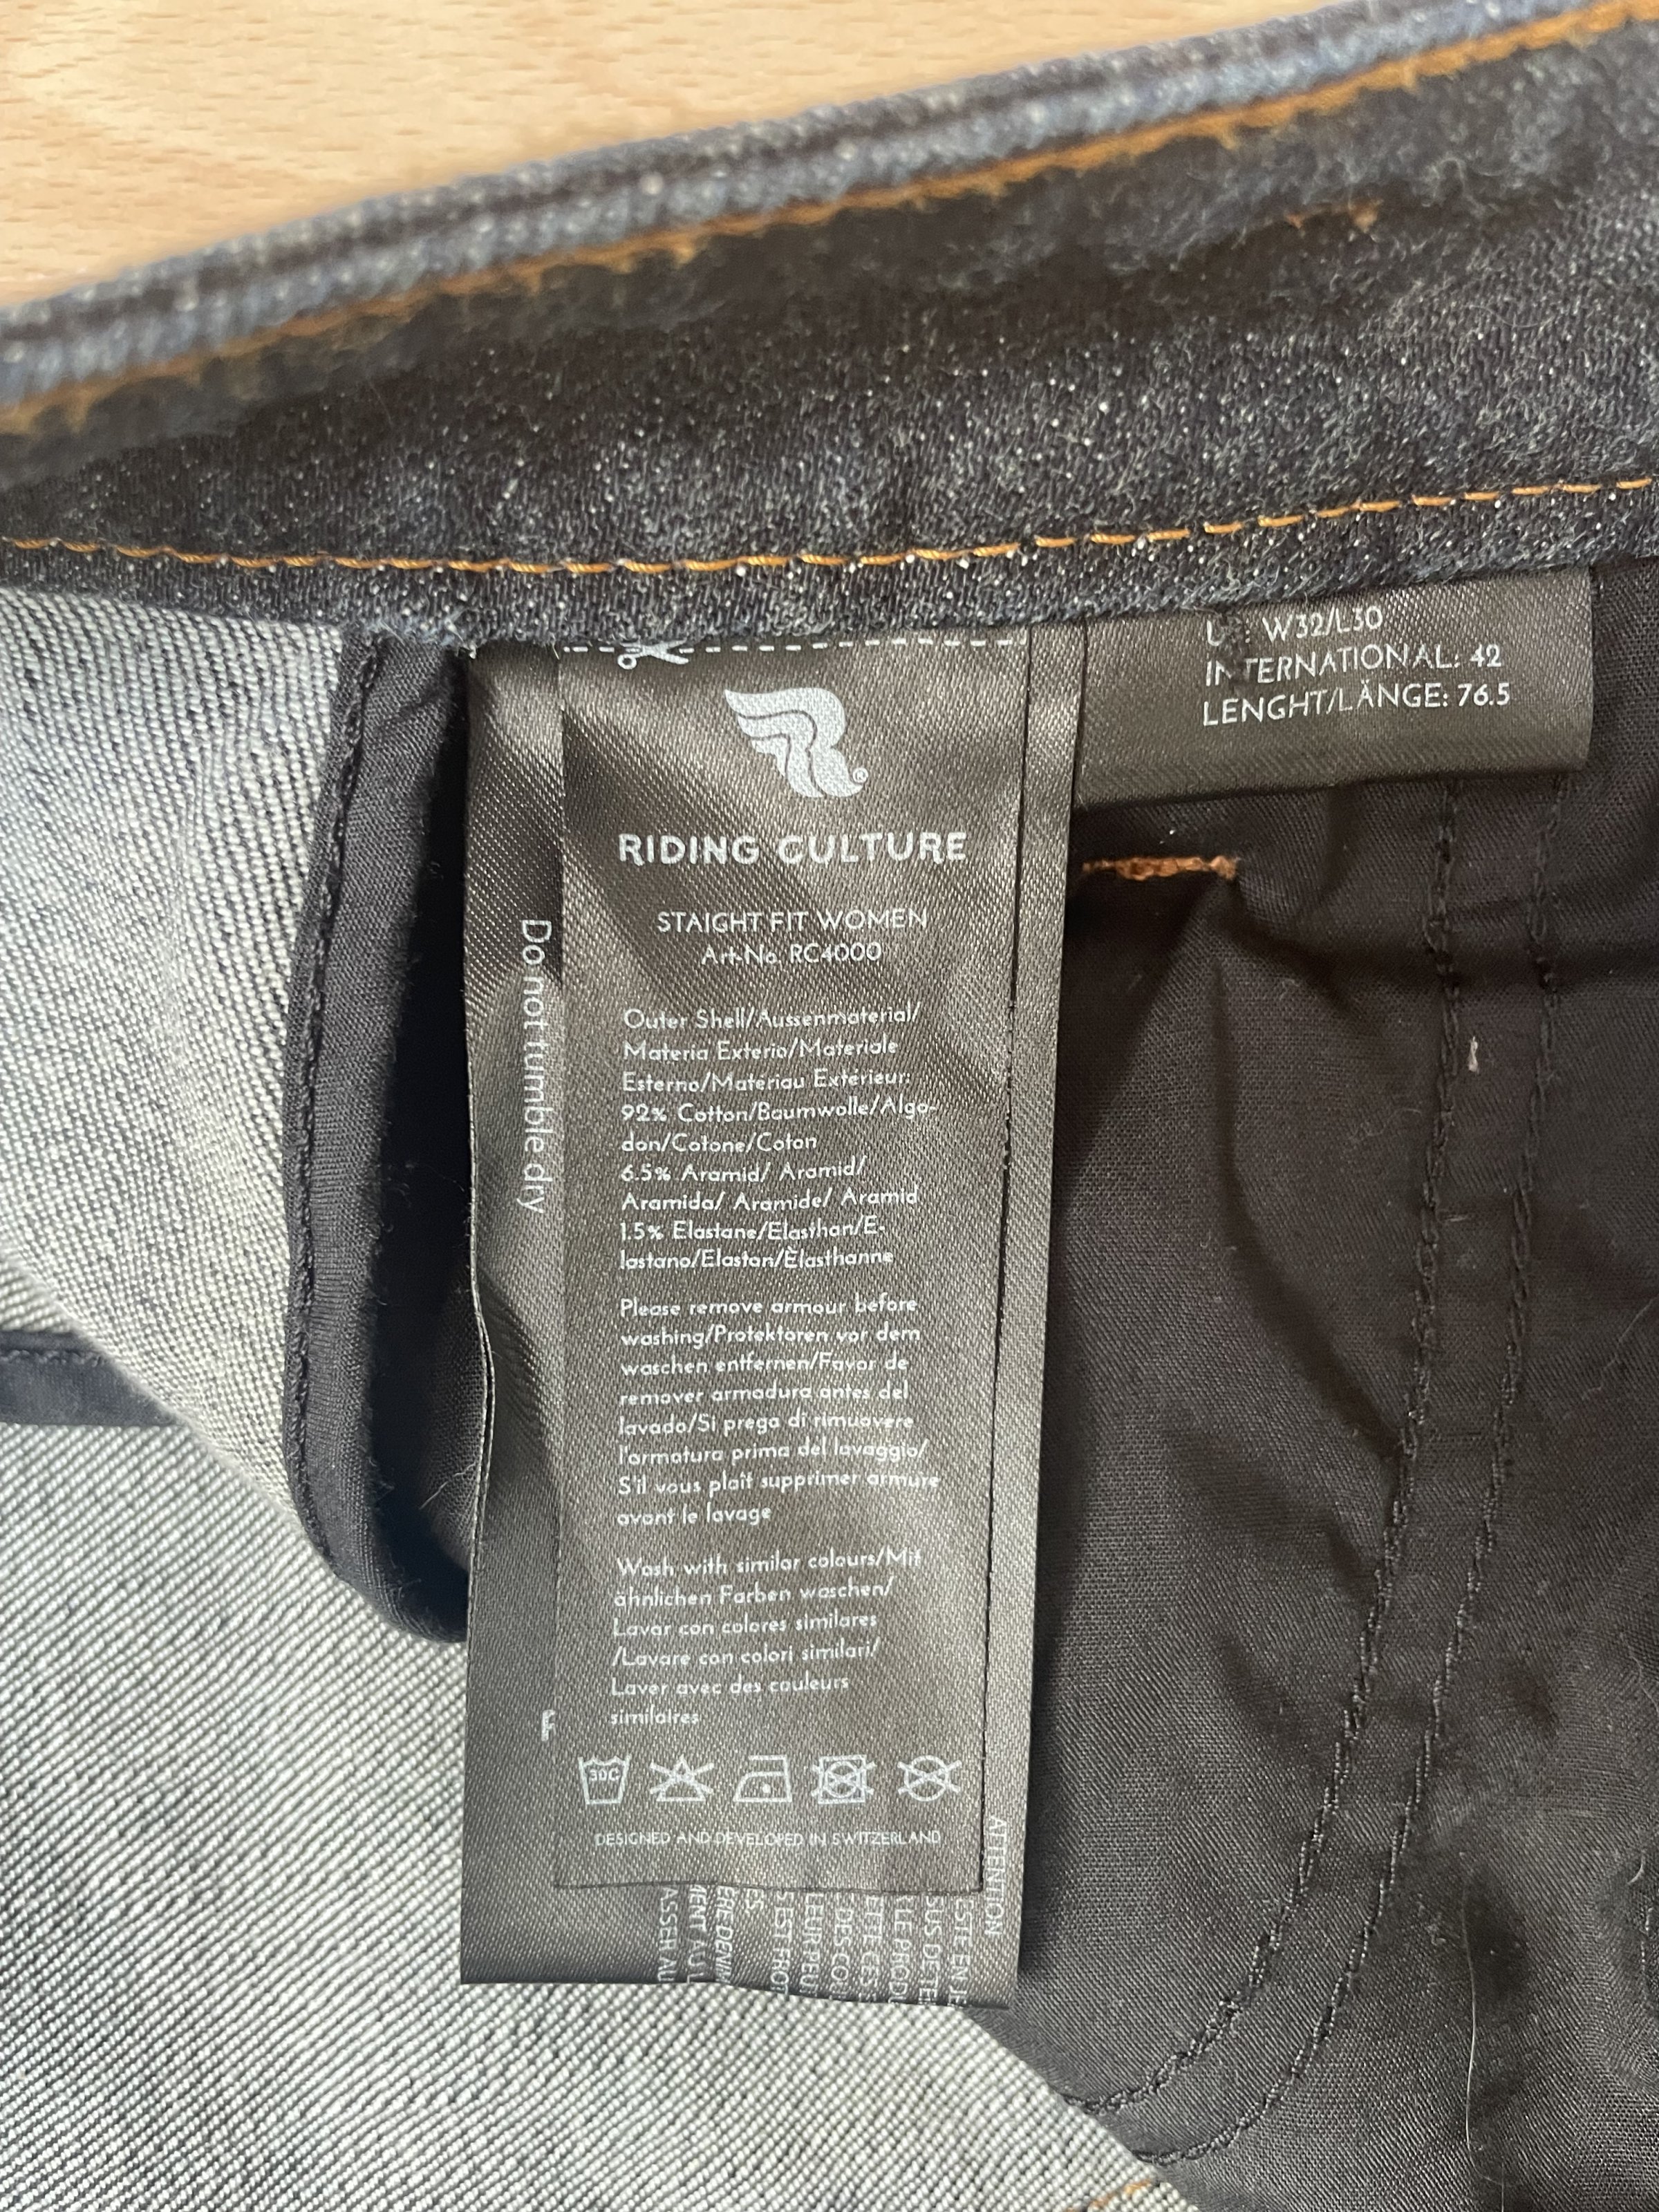 W32/L30
INTERNATIONAL: 42
LENGHT/LÄNGE: 76.5
RIDING CULTURE
STAIGHT FIT WOMEN
Art-No. RC4000
Outer Shell/Aussenmaterial/
Materia Exterio/Materiale
Esterno/Materiau Extérieur:
92% Cotton/Baumwolle/Algo-
don/Cotone/Coton
6.5% Aramid/ Aramid/
Aramida/ Aramide/ Aramid
1.5% Elastane/Elasthan/E-
lastano/Elastan/Èlasthanne
Please remove armour before
washing/Protektoren vor dem
waschen entfernen/Favor de
remover armadura antes del
lavado/Si prega di rimuovere
l'armatura prima del lavaggio/
S'il vous plaît supprimer armure
avant le lavage
Wash with similar colours/Mit
ähnlichen Farben waschen/
Lavar con colores similares
/Lavare con colori similari/
Laver avec des couleurs
similaires
30C
DESIGNED AND DEVELOPED IN SWITZERLAND
Do not tumble dry
ATTENTION